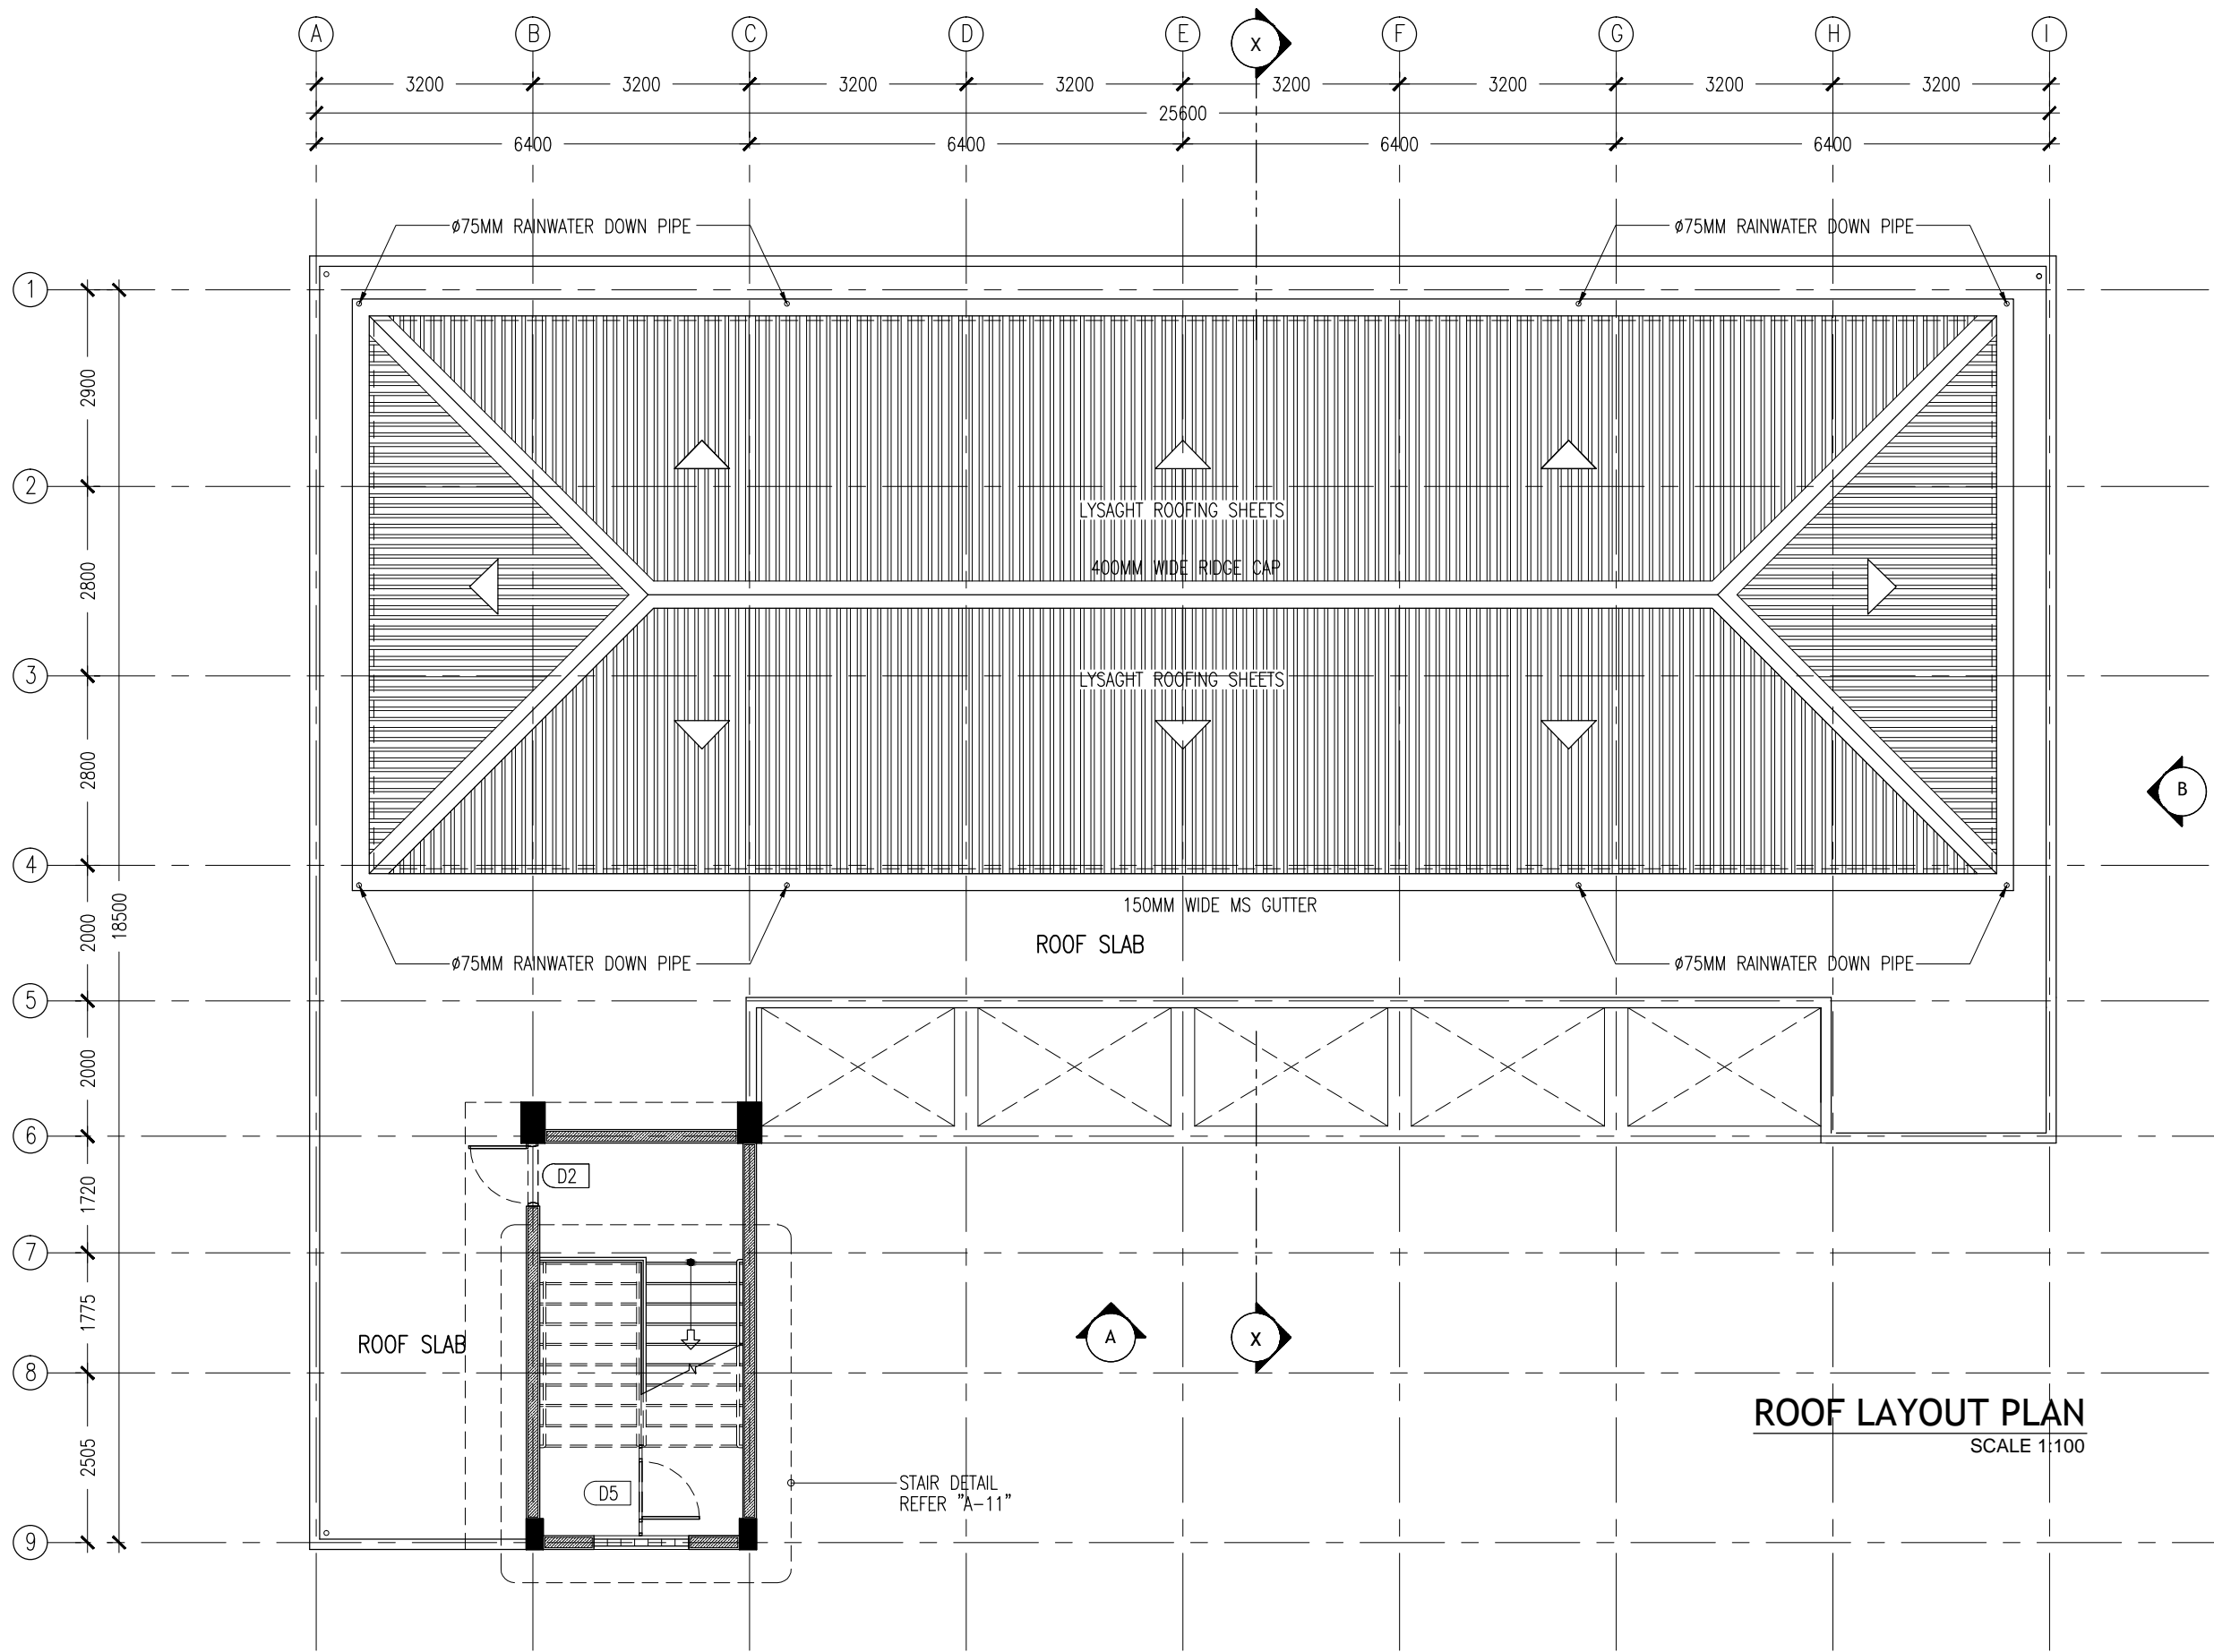 A B C D E X F G H I
3200 3200 3200 3200 3200 3200 3200 3200
25600
6400 6400 6400 6400
ø75MM RAINWATER DOWN PIPE ø75MM RAINWATER DOWN PIPE
1
2900
2
LYSAGHT ROOFING SHEETS
400MM WIDE RIDGE CAP
2800
3
LYSAGHT ROOFING SHEETS
2800
B
4
150MM WIDE MS GUTTER
2000
18500
ROOF SLAB
ø75MM RAINWATER DOWN PIPE ø75MM RAINWATER DOWN PIPE
5
2000
6
D2
1720
7
1775
A X
ROOF SLAB
8
ROOF LAYOUT PLAN
SCALE 1:100
2505
STAIR DETAIL
REFER "A-11"
D5
9